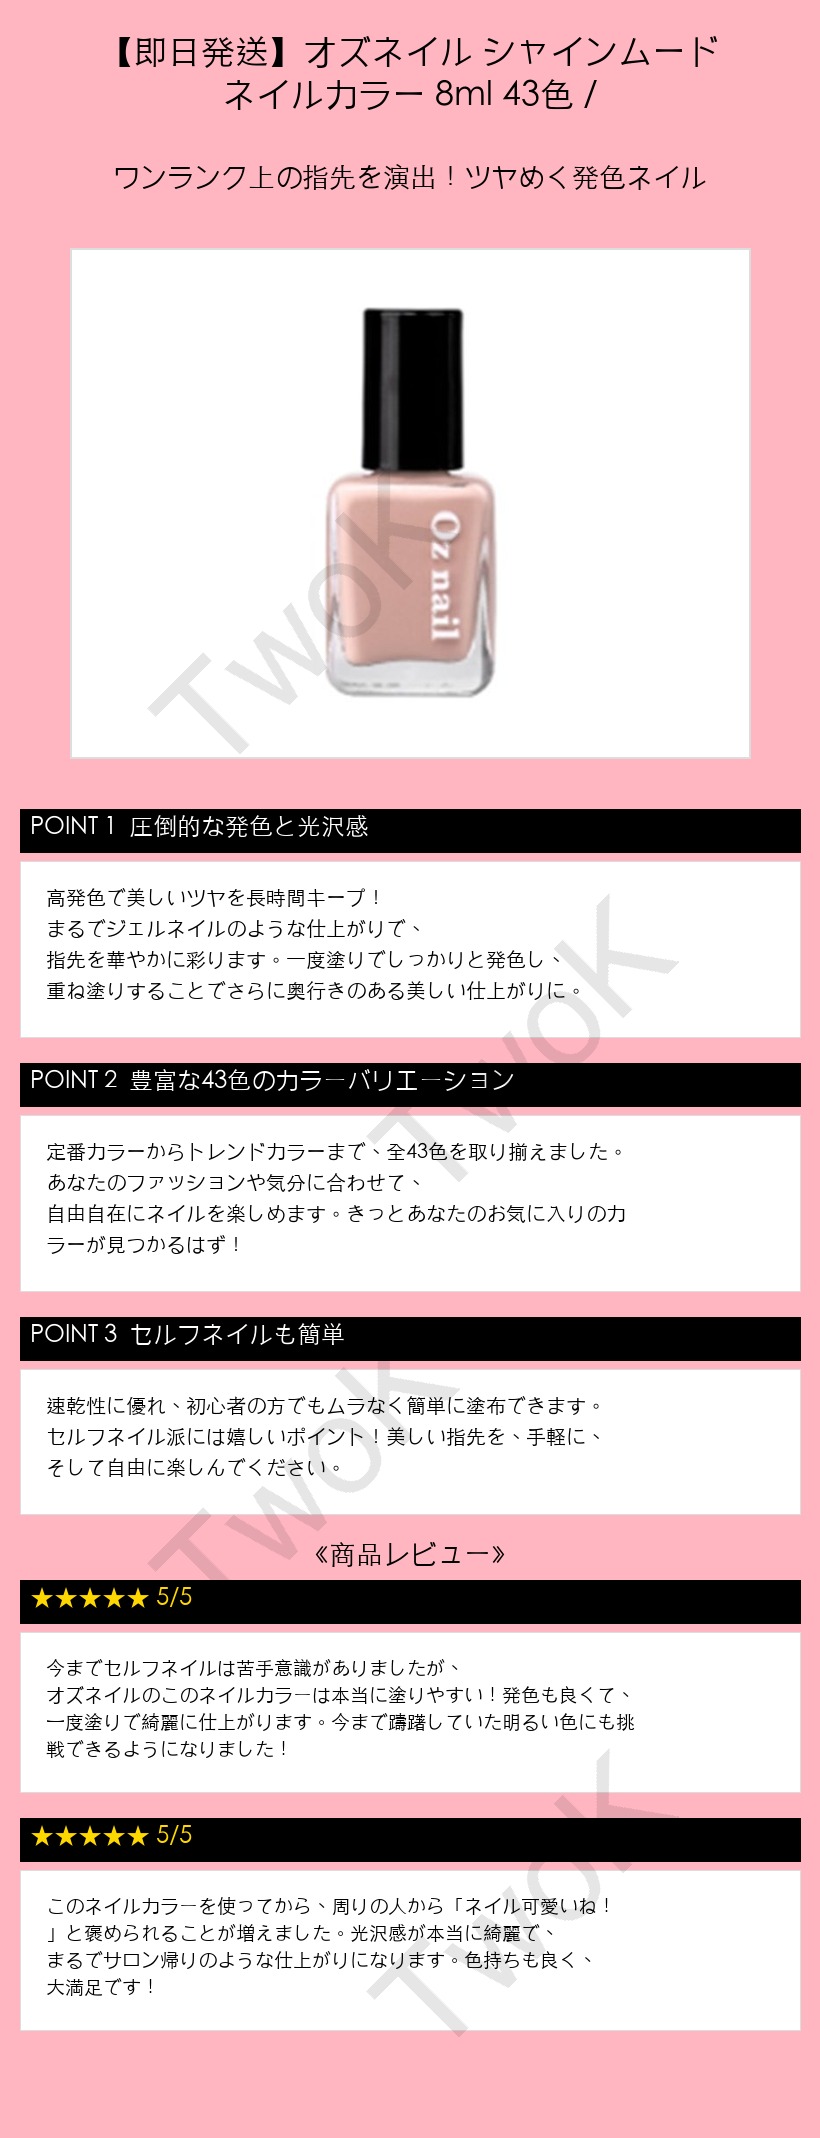 【即日発送】オズネイル シャインムード
ネイルカラー 8ml 43色 /
ワンランク上の指先を演出！ツヤめく発色ネイル
Oz nail
TwoK
POINT 1 圧倒的な発色と光沢感
高発色で美しいツヤを長時間キープ！
まるでジェルネイルのような仕上がりで、
指先を華やかに彩ります。一度塗りでしっかりと発色し、
重ね塗りすることでさらに奥行きのある美しい仕上がりに。
TwoK
POINT 2 豊富な43色のカラーバリエーション
定番カラーからトレンドカラーまで、全43色を取り揃えました。
あなたのファッションや気分に合わせて、
自由自在にネイルを楽しめます。きっとあなたのお気に入りのカ
ラーが見つかるはず！
POINT 3 セルフネイルも簡単
速乾性に優れ、初心者の方でもムラなく簡単に塗布できます。
セルフネイル派には嬉しいポイント！美しい指先を、手軽に、
そして自由に楽しんでください。
TwoK
《商品レビュー》
★★★★★ 5/5
今までセルフネイルは苦手意識がありましたが、
オズネイルのこのネイルカラーは本当に塗りやすい！発色も良くて、
一度塗りで綺麗に仕上がります。今まで躊躇していた明るい色にも挑
戦できるようになりました！
★★★★★ 5/5
このネイルカラーを使ってから、周りの人から「ネイル可愛いね！
」と褒められることが増えました。光沢感が本当に綺麗で、
まるでサロン帰りのような仕上がりになります。色持ちも良く、
大満足です！
TwoK